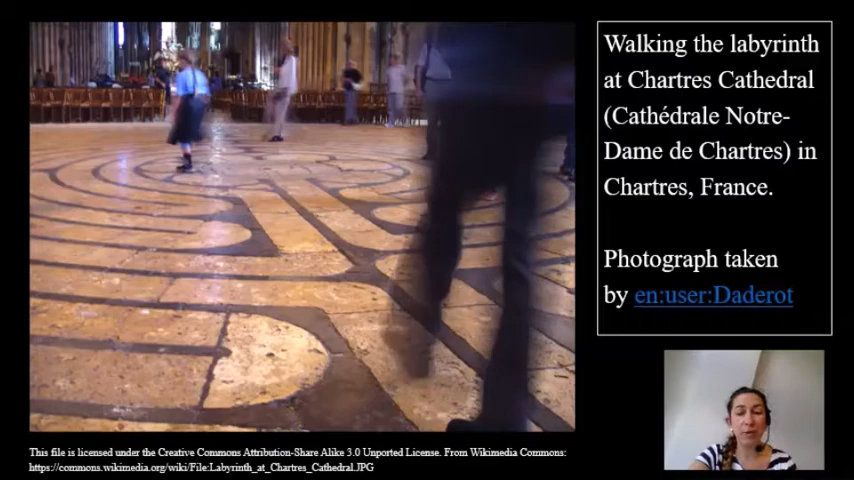 Walking the labyrinth
at Chartres Cathedral
(Cathédrale Notre-
Dame de Chartres) in
Chartres, France.
Photograph taken
by en:user:Daderot
This file is licensed under the Creative Commons Attribution-Share Alike 3.0 Unported License. From Wikimedia Commons:
https://commons.wikimedia.org/wiki/File:Labyrinth_at_Chartres_Cathedral.JPG